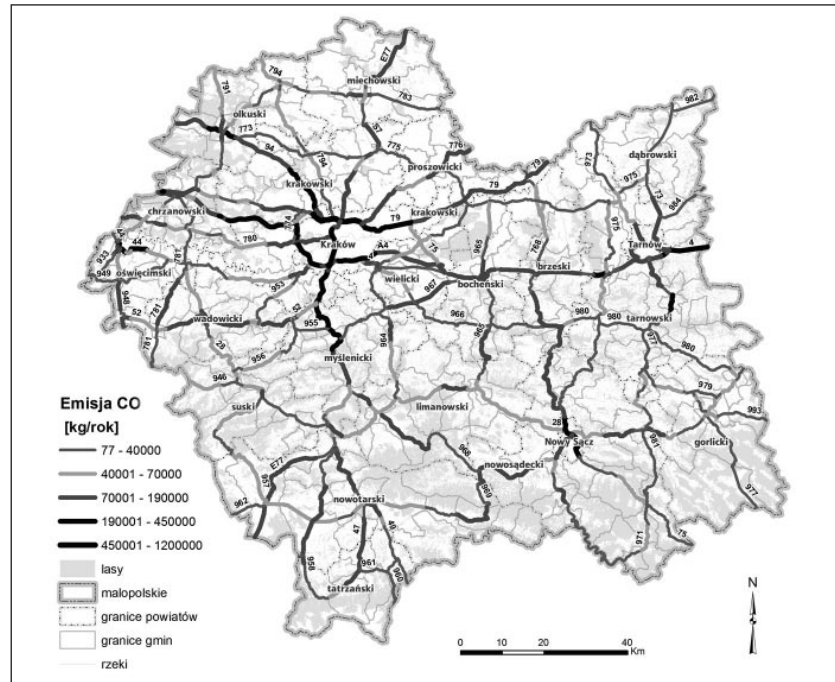 E77
794
791
miechowski
783
982
olkuski
773
S7
94
775
776
973
dąbrowski
794
proszowicki
79
975
krakowski
79
73
984
chrzanowski
774
79
krakowski
975
44
780
Kraków
A4
75
965
768
Tarnów
4
44
781
4
933
oświęcimski
wielicki
brzeski
949
953
967
bocheński
948
52
52
966
980
980
tarnowski
wadowicki
955
781
964
965
977
781
28
956
myślenicki
980
946
979
suski
limanowski
993
28
Nowy Sącz
981
gorlicki
968
E77
957
nowosądecki
969
977
962
nowotarski
75
971
47
49
958
961
960
tatrzański
Emisja CO
[kg/rok]
77 - 40000
40001 - 70000
70001 - 190000
190001 - 450000
450001 - 1200000
lasy
małopolskie
granice powiatów
granice gmin
rzeki
N
0 10 20 40
Km